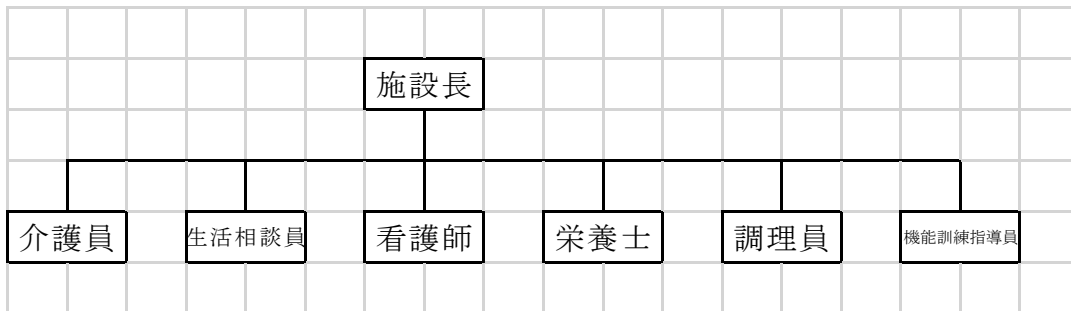 施設長
介護員
生活相談員
看護師
栄養士
調理員
機能訓練指導員